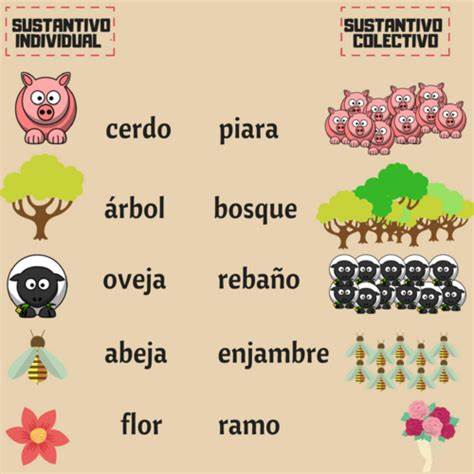 SUSTANTIVO
INDIVIDUAL
SUSTANTIVO
COLECTIVO
cerdo piara
árbol bosque
oveja rebaño
abeja enjambre
flor ramo